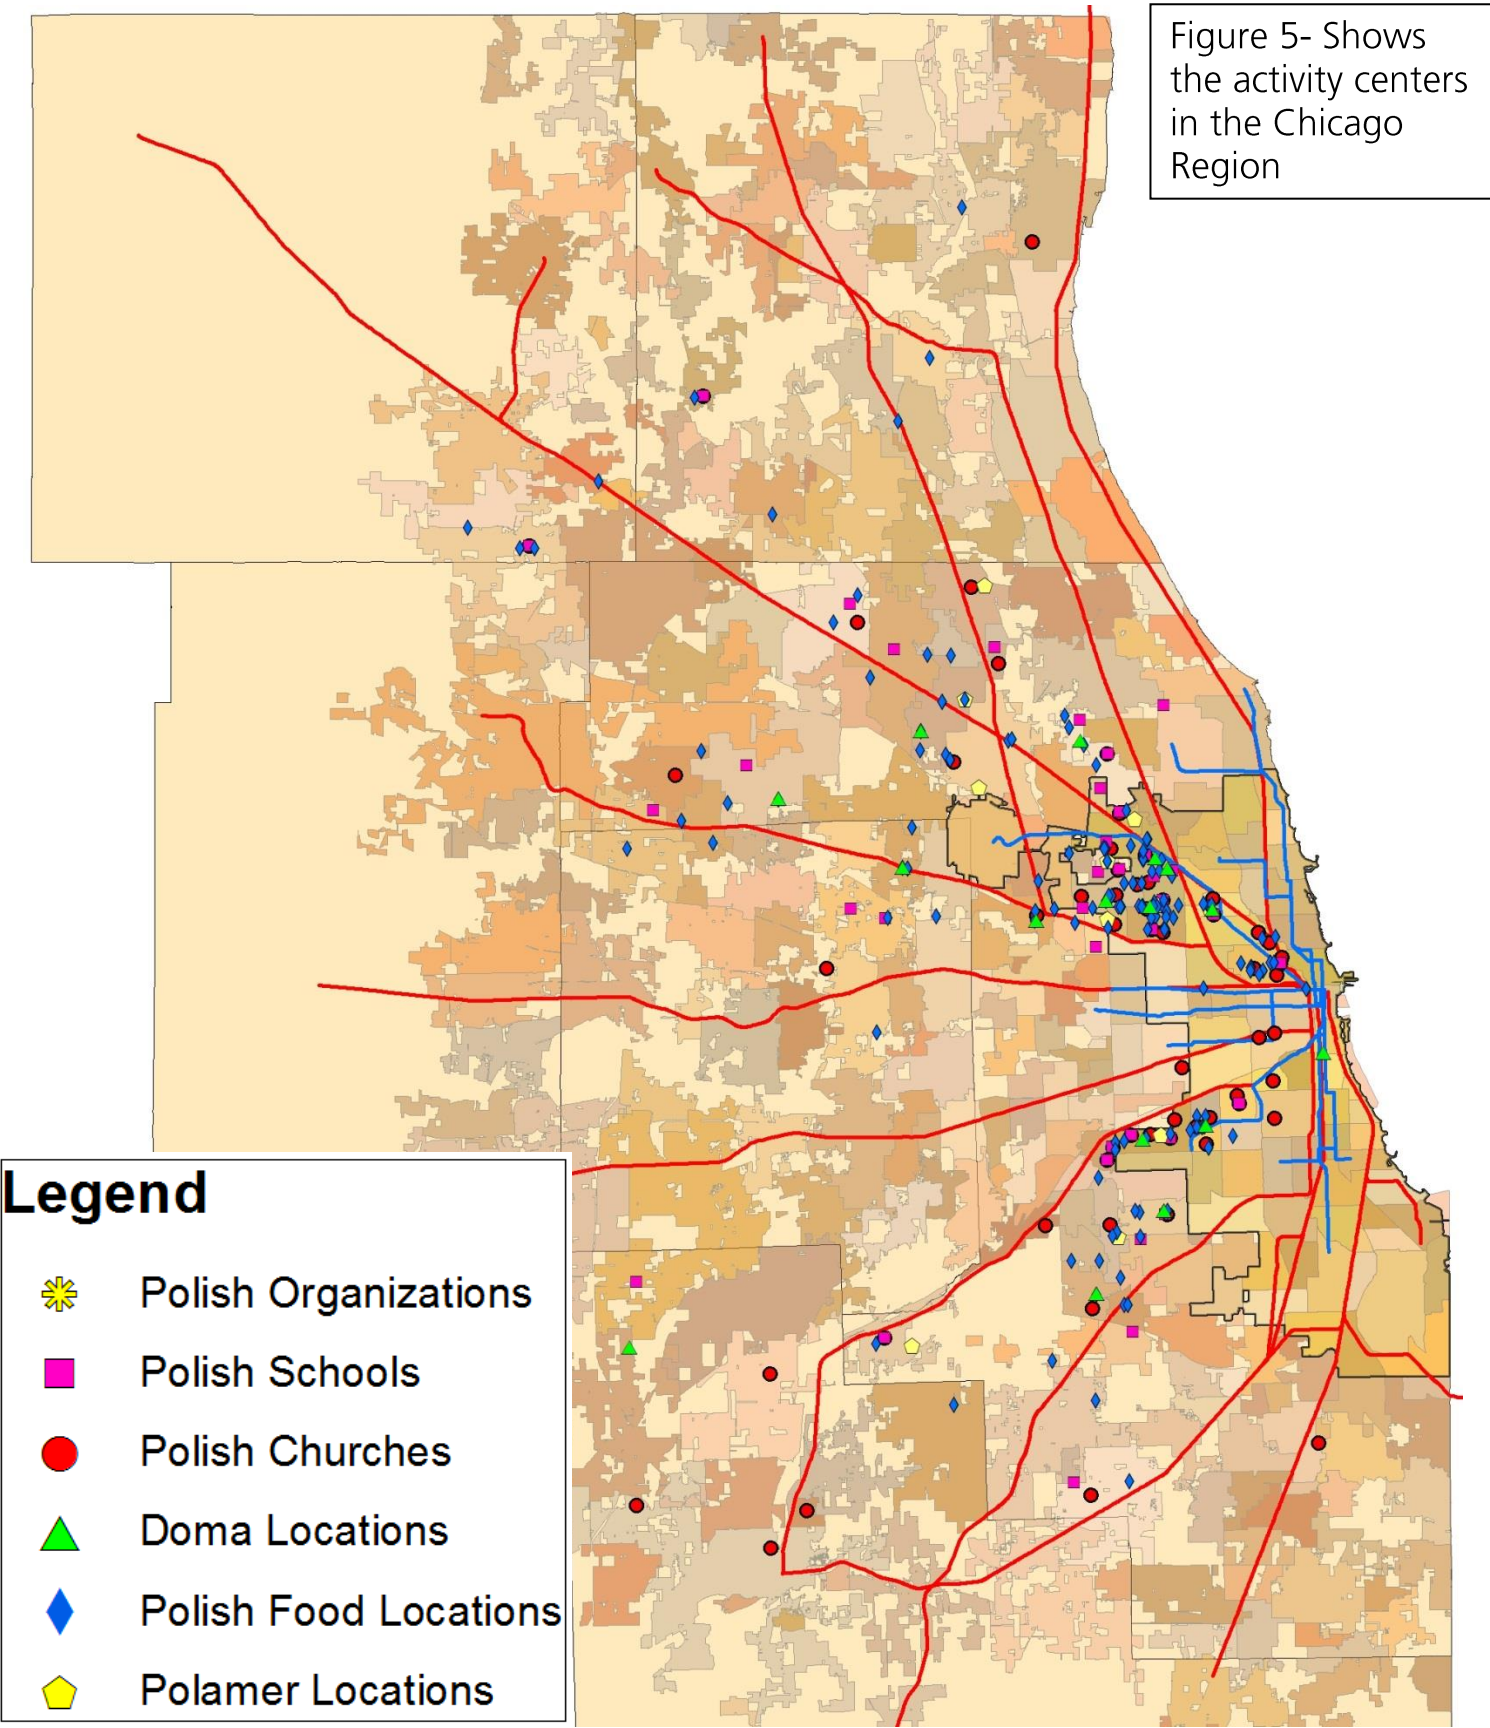 Figure 5- Shows
the activity centers
in the Chicago
Region
Legend
Polish Organizations
Polish Schools
Polish Churches
Doma Locations
Polish Food Locations
Polamer Locations